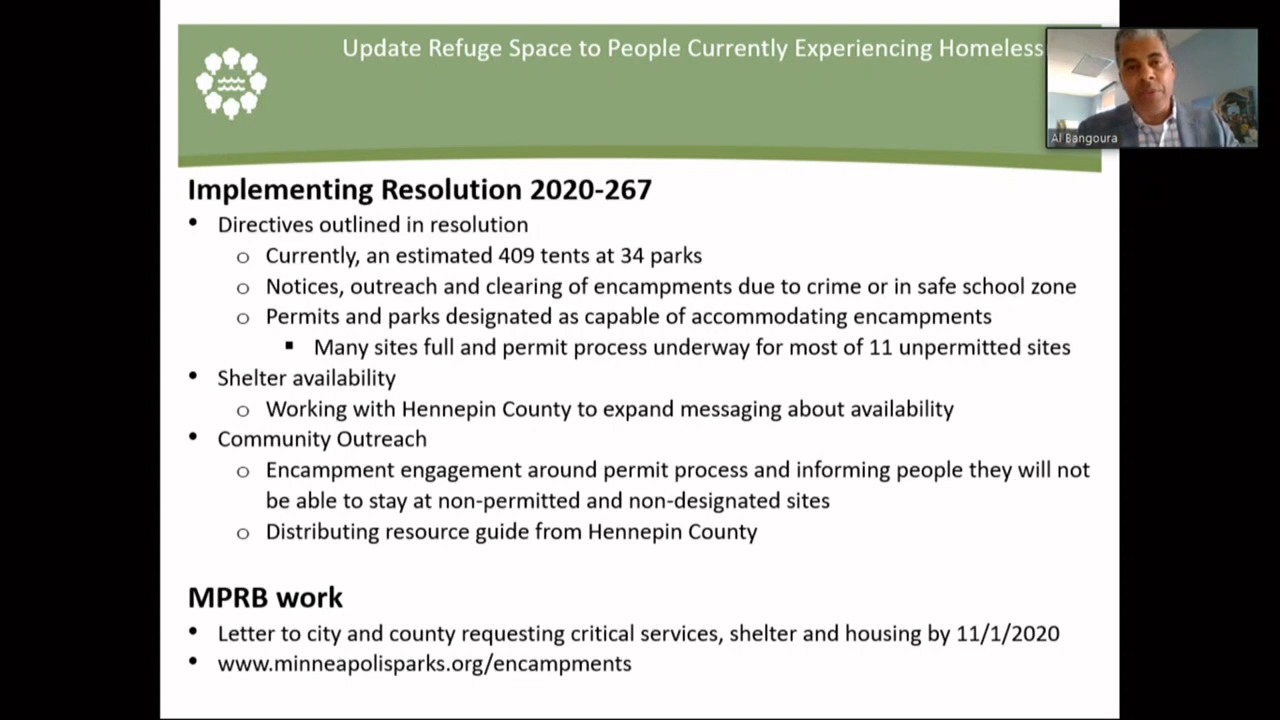 Update Refuge Space to People Currently Experiencing Homeless
Al Bangoura
Implementing Resolution 2020-267
• Directives outlined in resolution
o Currently, an estimated 409 tents at 34 parks
o Notices, outreach and clearing of encampments due to crime or in safe school zone
o Permits and parks designated as capable of accommodating encampments
▪ Many sites full and permit process underway for most of 11 unpermitted sites
• Shelter availability
o Working with Hennepin County to expand messaging about availability
• Community Outreach
o Encampment engagement around permit process and informing people they will not
be able to stay at non-permitted and non-designated sites
o Distributing resource guide from Hennepin County
MPRB work
• Letter to city and county requesting critical services, shelter and housing by 11/1/2020
• www.minneapolisparks.org/encampments